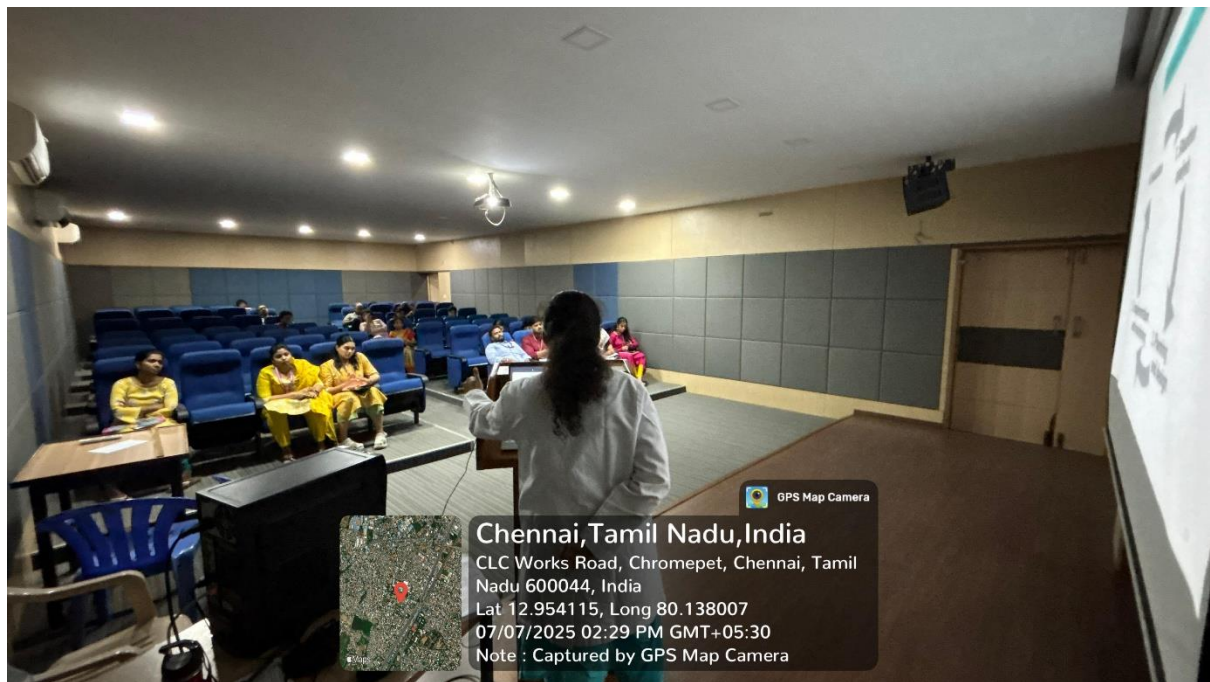 GPS Map Camera
Chennai,Tamil Nadu,India
CLC Works Road, Chromepet, Chennai, Tamil
Nadu 600044, India
Lat 12.954115, Long 80.138007
07/07/2025 02:29 PM GMT+05:30
Note : Captured by GPS Map Camera
Maps